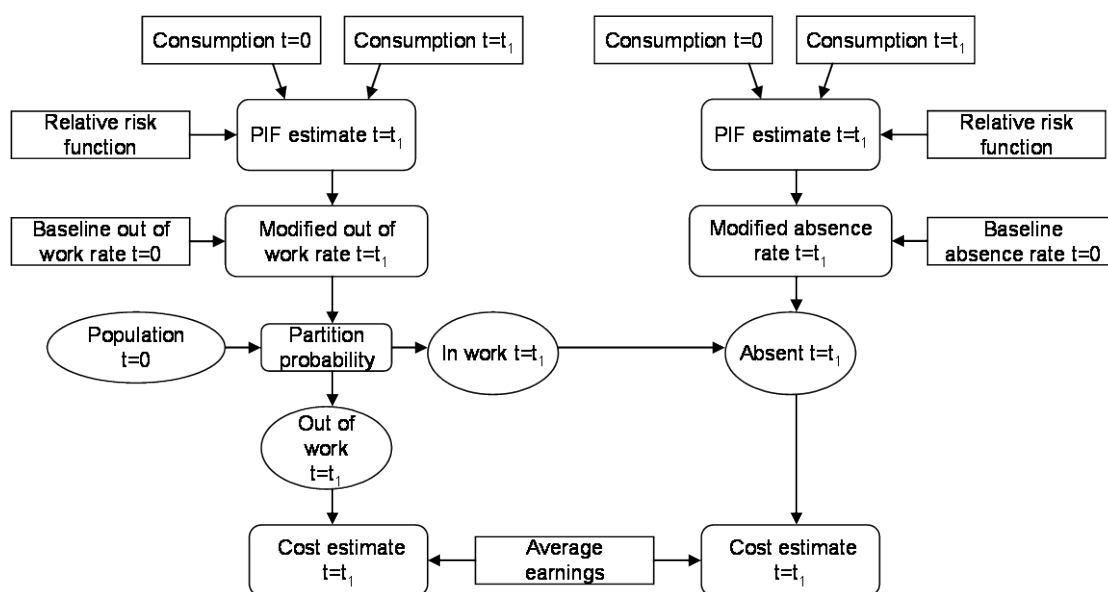 Consumption t=0
Consumption t=t₁
Consumption t=0
Consumption t=t₁
Relative risk
function
PIF estimate t=t₁
PIF estimate t=t₁
Relative risk
function
Baseline out of
work rate t=0
Modified out of
work rate t=t₁
Modified absence
rate t=t₁
Baseline
absence rate t=0
Population
t=0
Partition
probability
In work t=t₁
Absent t=t₁
Out of
work
t=t₁
Cost estimate
t=t₁
Average
earnings
Cost estimate
t=t₁